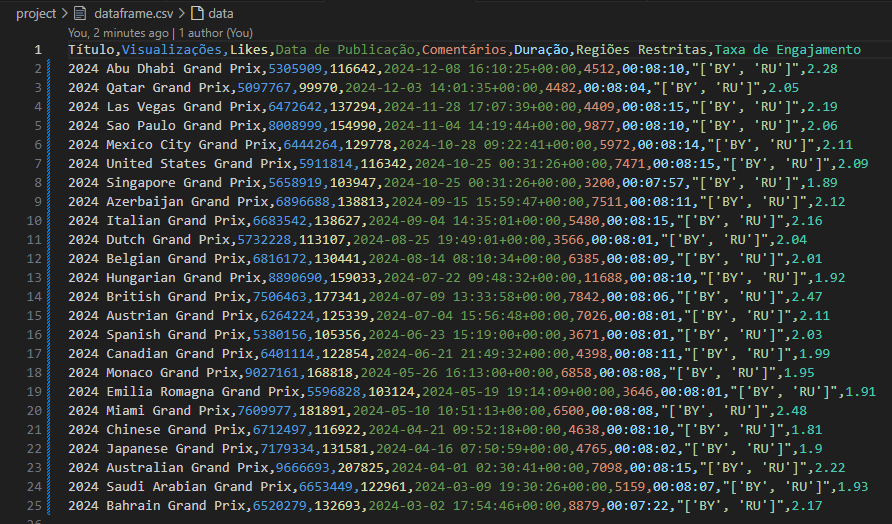 project > dataframe.csv > data
You, 2 minutes ago | 1 author (You)
1 Título,Visualizações,Likes,Data de Publicação,Comentários,Duração,Regiões Restritas,Taxa de Engajamento
2 2024 Abu Dhabi Grand Prix,5305909,116642,2024-12-08 16:10:25+00:00,4512,00:08:10,"['BY', 'RU']",2.28
3 2024 Qatar Grand Prix,5097767,99970,2024-12-03 14:01:35+00:00,4482,00:08:04,"['BY', 'RU']",2.05
4 2024 Las Vegas Grand Prix,6472642,137294,2024-11-28 17:07:39+00:00,4409,00:08:15,"['BY', 'RU']",2.19
5 2024 Sao Paulo Grand Prix,8008999,154990,2024-11-04 14:19:44+00:00,9877,00:08:10,"['BY', 'RU']",2.06
6 2024 Mexico City Grand Prix,6444264,129778,2024-10-28 09:22:41+00:00,5972,00:08:14,"['BY', 'RU']",2.11
7 2024 United States Grand Prix,5911814,116342,2024-10-25 00:31:26+00:00,7471,00:08:15,"['BY', 'RU']",2.09
8 2024 Singapore Grand Prix,5658919,103947,2024-10-25 00:31:26+00:00,3200,00:07:57,"['BY', 'RU']",1.89
9 2024 Azerbaijan Grand Prix,6896688,138813,2024-09-15 15:59:47+00:00,7511,00:08:11,"['BY', 'RU']",2.12
10 2024 Italian Grand Prix,6683542,138627,2024-09-04 14:35:01+00:00,5480,00:08:15,"['BY', 'RU']",2.16
11 2024 Dutch Grand Prix,5732228,113107,2024-08-25 19:49:01+00:00,3566,00:08:01,"['BY', 'RU']",2.04
12 2024 Belgian Grand Prix,6816172,130441,2024-08-14 08:10:34+00:00,6385,00:08:09,"['BY', 'RU']",2.01
13 2024 Hungarian Grand Prix,8890690,159033,2024-07-22 09:48:32+00:00,11688,00:08:10,"['BY', 'RU']",1.92
14 2024 British Grand Prix,7506463,177341,2024-07-09 13:33:58+00:00,7842,00:08:06,"['BY', 'RU']",2.47
15 2024 Austrian Grand Prix,6264224,125339,2024-07-04 15:56:48+00:00,7026,00:08:01,"['BY', 'RU']",2.11
16 2024 Spanish Grand Prix,5380156,105356,2024-06-23 15:19:00+00:00,3671,00:08:01,"['BY', 'RU']",2.03
17 2024 Canadian Grand Prix,6401114,122854,2024-06-21 21:49:32+00:00,4398,00:08:11,"['BY', 'RU']",1.99
18 2024 Monaco Grand Prix,9027161,168818,2024-05-26 16:13:00+00:00,6858,00:08:08,"['BY', 'RU']",1.95
19 2024 Emilia Romagna Grand Prix,5596828,103124,2024-05-19 19:14:09+00:00,3646,00:08:01,"['BY', 'RU']",1.91
20 2024 Miami Grand Prix,7609977,181891,2024-05-10 10:51:13+00:00,6500,00:08:08,"['BY', 'RU']",2.48
21 2024 Chinese Grand Prix,6712497,116922,2024-04-21 09:52:18+00:00,4638,00:08:10,"['BY', 'RU']",1.81
22 2024 Japanese Grand Prix,7179334,131581,2024-04-16 07:50:59+00:00,4765,00:08:02,"['BY', 'RU']",1.9
23 2024 Australian Grand Prix,9666693,207825,2024-04-01 02:30:41+00:00,7098,00:08:15,"['BY', 'RU']",2.22
24 2024 Saudi Arabian Grand Prix,6653449,122961,2024-03-09 19:30:26+00:00,5159,00:08:07,"['BY', 'RU']",1.93
25 2024 Bahrain Grand Prix,6520279,132693,2024-03-02 17:54:46+00:00,8879,00:07:22,"['BY', 'RU']",2.17